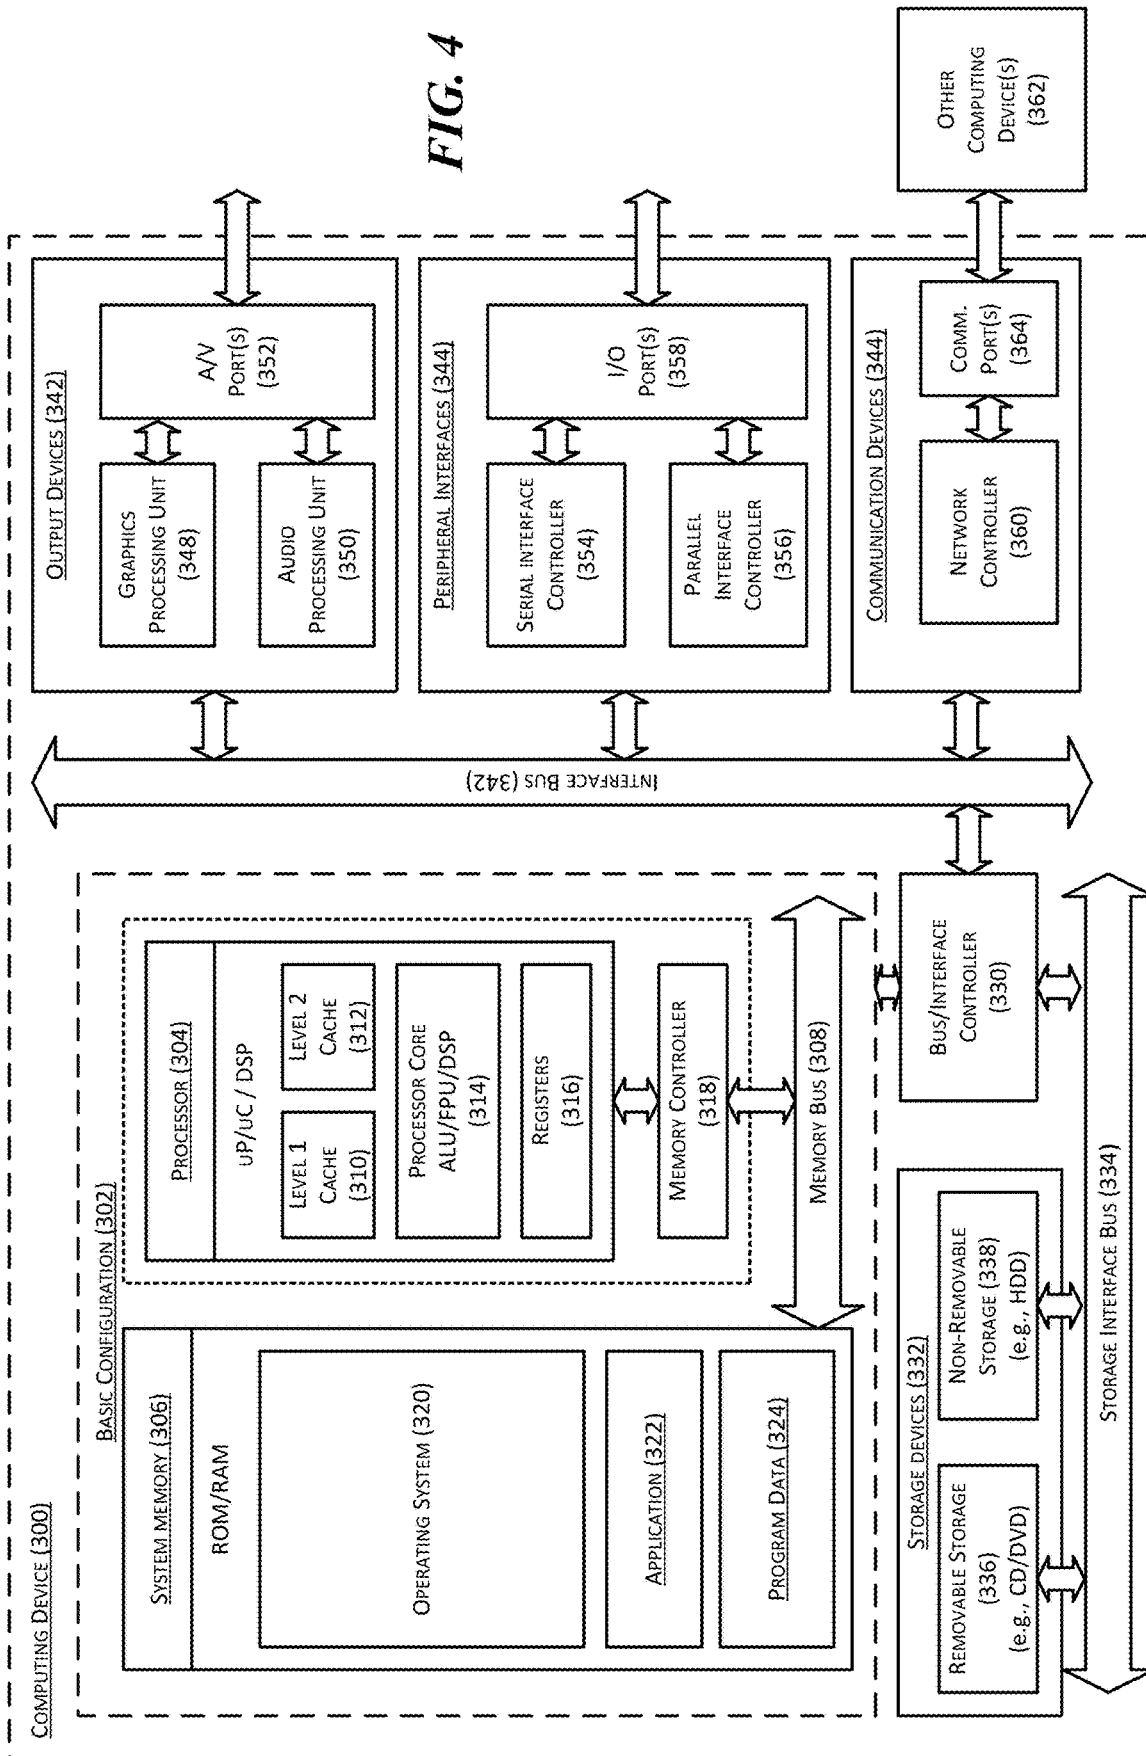 COMPUTING DEVICE (300)
BASIC CONFIGURATION (302)
SYSTEM MEMORY (306)
ROM/RAM
OPERATING SYSTEM (320)
APPLICATION (322)
PROGRAM DATA (324)
PROCESSOR (304)
uP/uC / DSP
LEVEL 1
CACHE
(310)
LEVEL 2
CACHE
(312)
PROCESSOR CORE
ALU/FPU/DSP
(314)
REGISTERS
(316)
MEMORY CONTROLLER
(318)
MEMORY BUS (308)
BUS/INTERFACE
CONTROLLER
(330)
STORAGE DEVICES (332)
REMOVABLE STORAGE
(336)
(e.g., CD/DVD)
NON-REMOVABLE
STORAGE (338)
(e.g., HDD)
STORAGE INTERFACE BUS (334)
INTERFACE BUS (342)
OUTPUT DEVICES (342)
GRAPHICS
PROCESSING UNIT
(348)
AUDIO
PROCESSING UNIT
(350)
A/V
PORT(S)
(352)
PERIPHERAL INTERFACES (344)
SERIAL INTERFACE
CONTROLLER
(354)
PARALLEL
INTERFACE
CONTROLLER
(356)
I/O
PORT(S)
(358)
COMMUNICATION DEVICES (344)
NETWORK
CONTROLLER
(360)
COMM.
PORT(S)
(364)
OTHER
COMPUTING
DEVICE(S)
(362)
FIG. 4